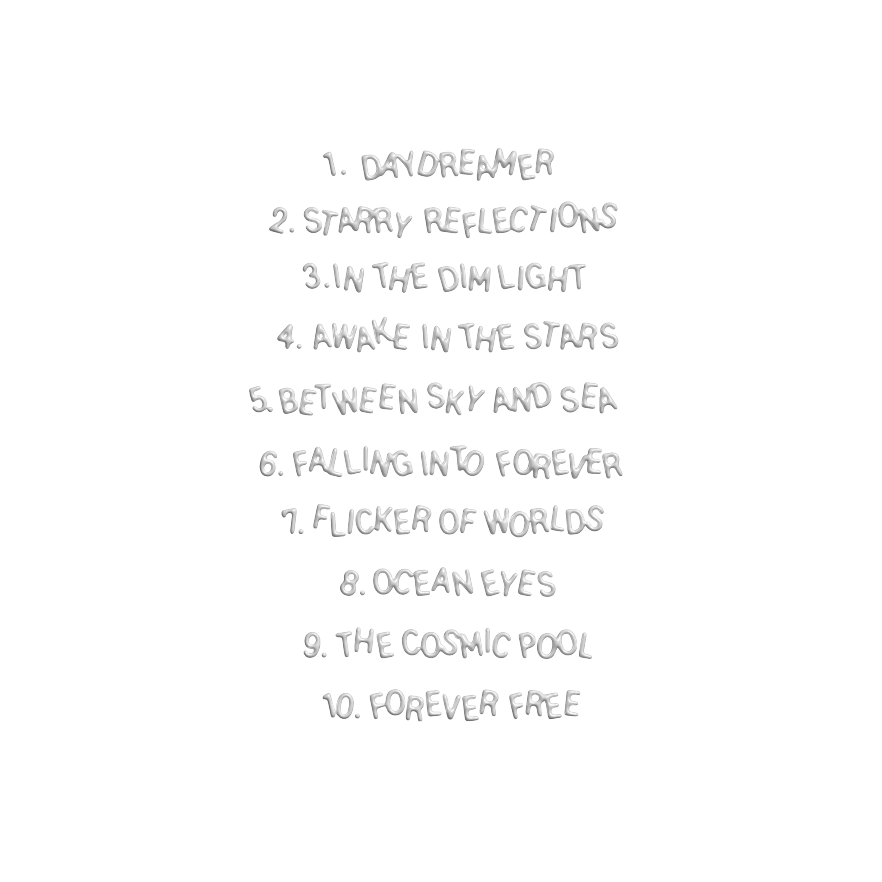 1. DAYDREAMER
2. STARRY REFLECTIONS
3. IN THE DIM LIGHT
4. AWAKE IN THE STARS
5. BETWEEN SKY AND SEA
6. FALLING INTO FOREVER
7. FLICKER OF WORLDS
8. OCEAN EYES
9. THE COSMIC POOL
10. FOREVER FREE